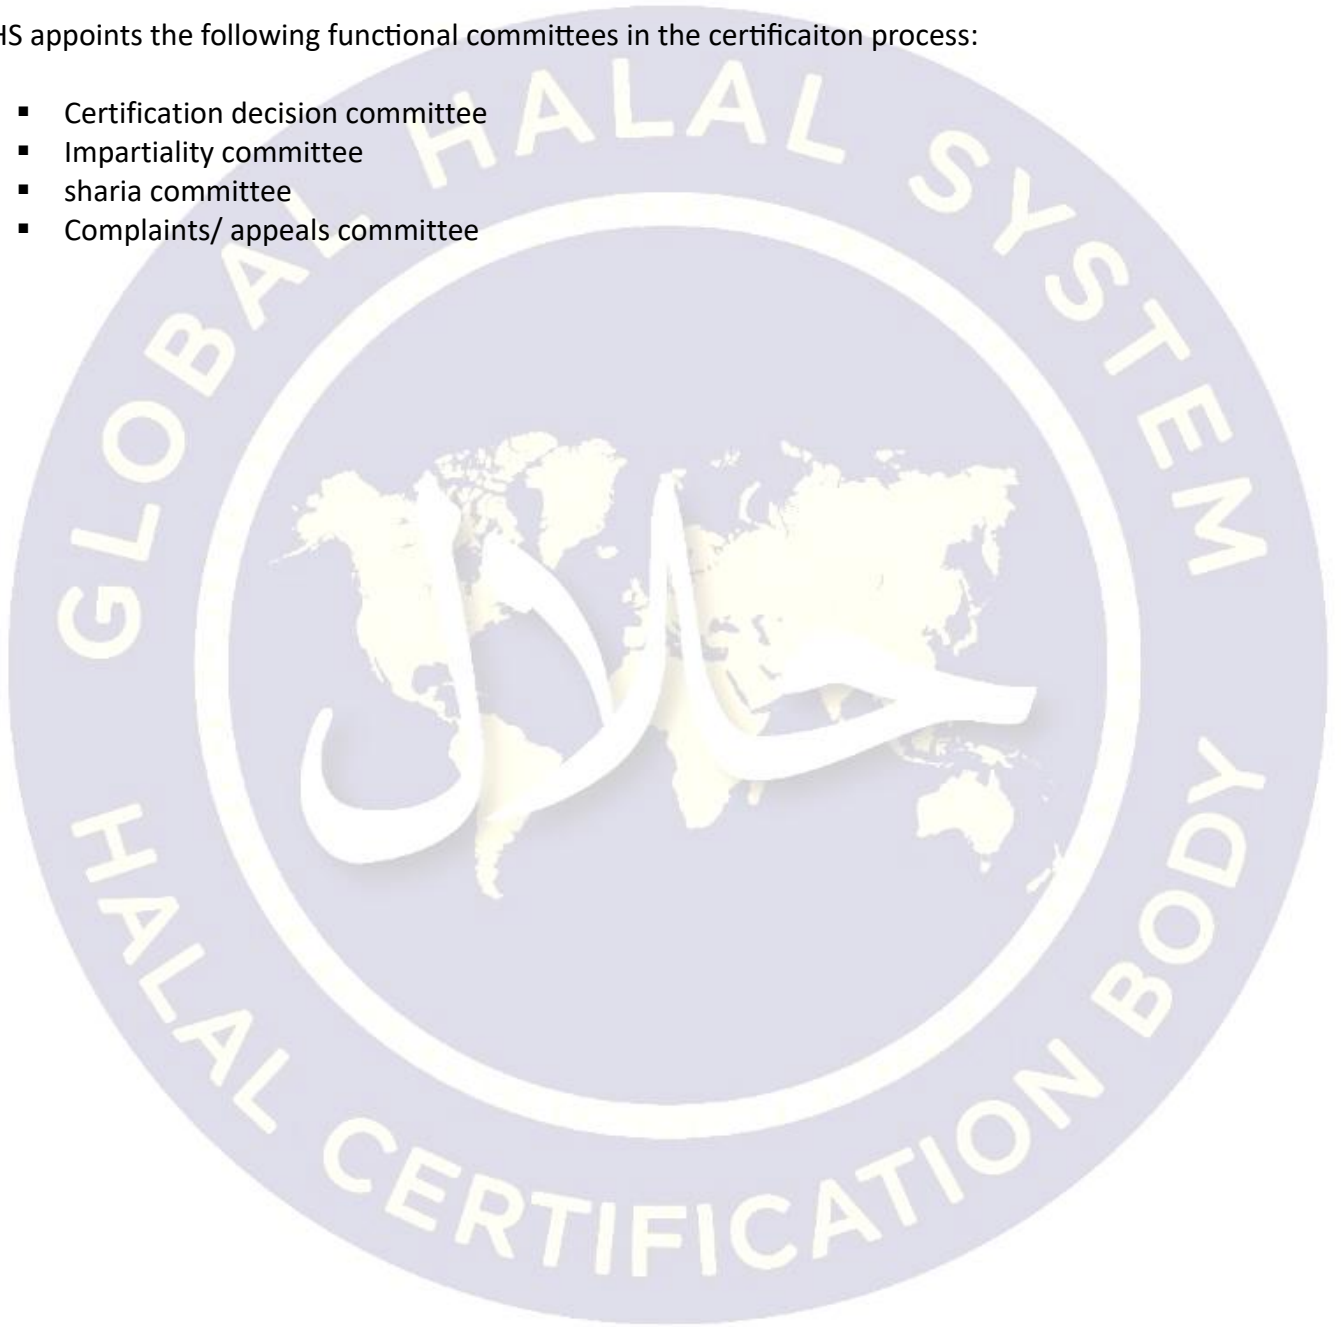 HS appoints the following functional committees in the certificaiton process:
▪ Certification decision committee
▪ Impartiality committee
▪ sharia committee
▪ Complaints/ appeals committee
GLOBAL HALAL SYSTEM
حلال
HALAL CERTIFICATION BODY